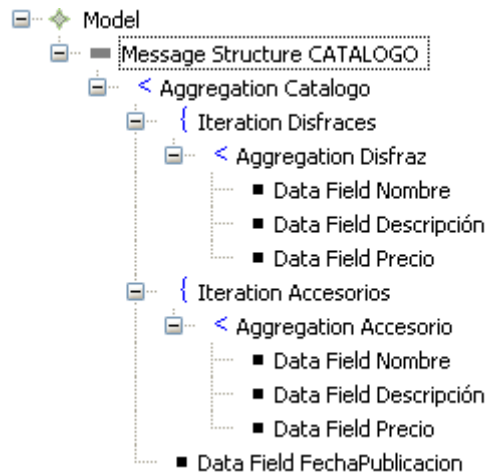 Model
Message Structure CATALOGO
< Aggregation Catalogo
{ Iteration Disfraces
< Aggregation Disfraz
Data Field Nombre
Data Field Descripción
Data Field Precio
{ Iteration Accesorios
< Aggregation Accesorio
Data Field Nombre
Data Field Descripción
Data Field Precio
Data Field FechaPublicacion